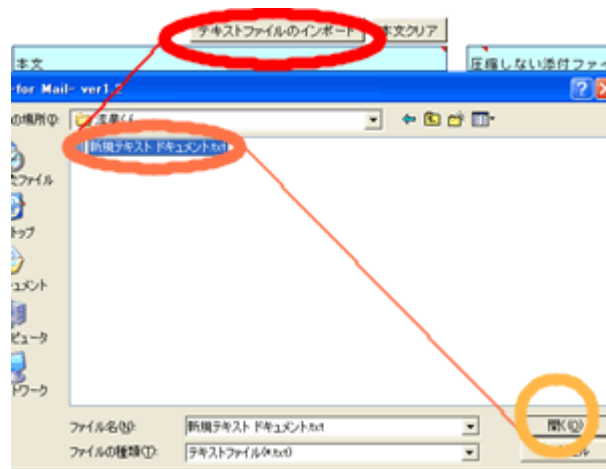 テキストファイルのインポート 本文クリア
本文 圧縮しない添付ファイ
-for Mail- ver1.2
の場所(I):
新規テキスト ドキュメント.txt
たファイル
トップ
ュメント
ピュータ
トワーク
ファイル名(N): 新規テキスト ドキュメント.txt 開く(O)
ファイルの種類(T): テキストファイル(*.txt) ル